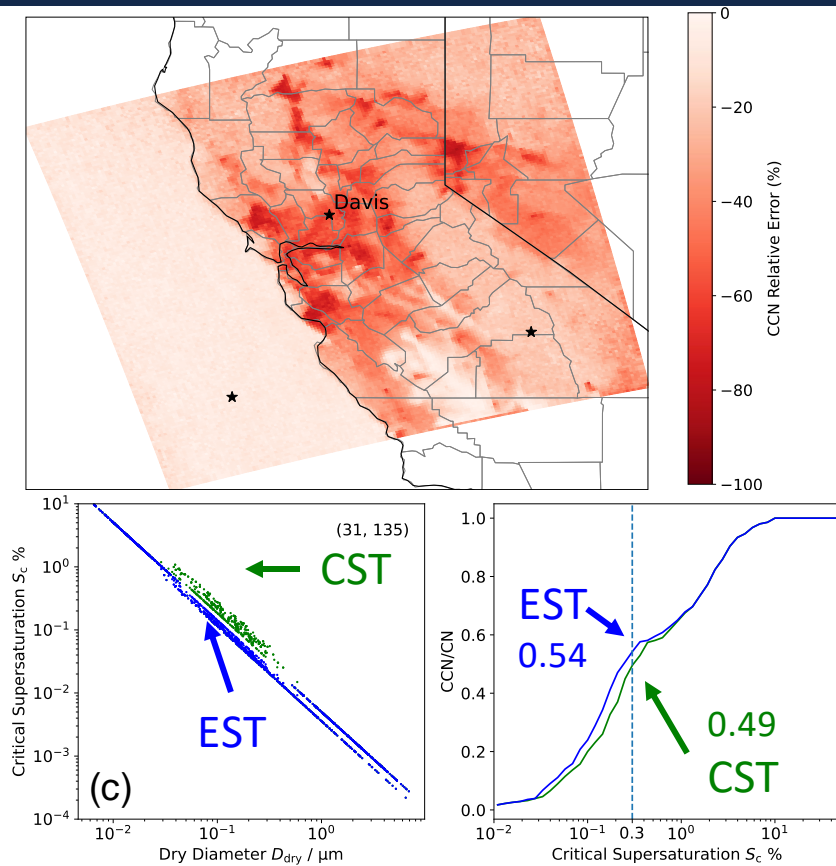 Davis
0
−20
−40
−60
−80
−100
CCN Relative Error (%)
10¹
10⁰
10⁻¹
10⁻²
10⁻³
10⁻⁴
Critical Supersaturation S_c %
(31, 135)
CST
EST
(c)
10⁻²
10⁻¹
10⁰
Dry Diameter D_dry / μm
1.0
0.8
0.6
0.4
0.2
0.0
CCN/CN
EST
0.54
0.49
CST
10⁻²
10⁻¹
0.3
10⁰
10¹
Critical Supersaturation S_c %